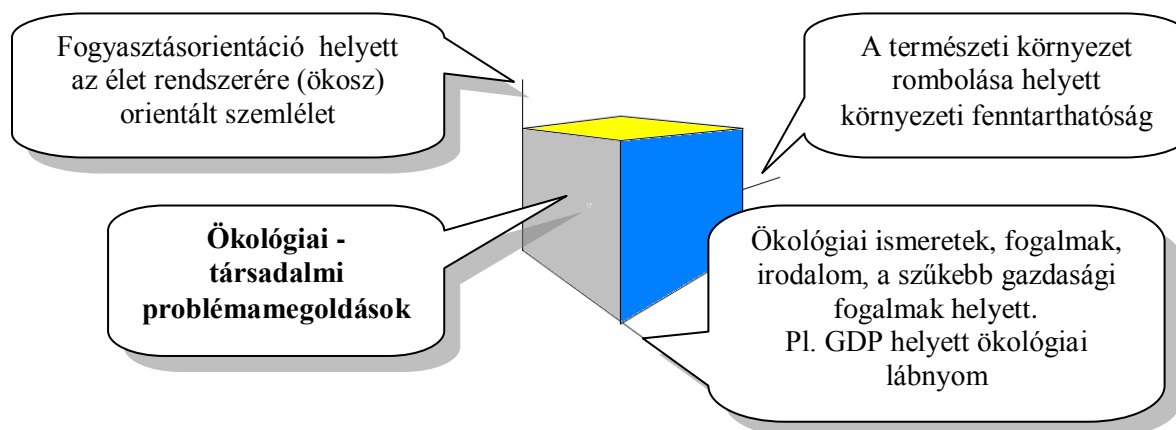 Fogyasztásorientáció helyett
az élet rendszerére (ökosz)
orientált szemlélet
A természeti környezet
rombolása helyett
környezeti fenntarthatóság
Ökológiai -
társadalmi
problémamegoldások
Ökológiai ismeretek, fogalmak,
irodalom, a szűkebb gazdasági
fogalmak helyett.
Pl. GDP helyett ökológiai
lábnyom